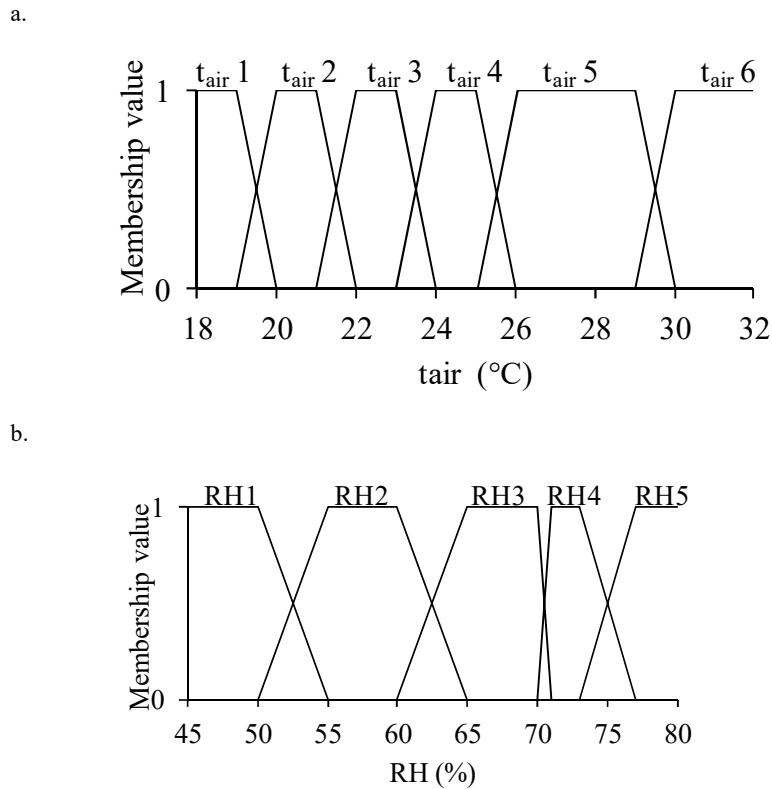 a.
t_air 1 t_air 2 t_air 3 t_air 4 t_air 5 t_air 6
1
Membership value
0
18 20 22 24 26 28 30 32
tair (°C)
b.
RH1 RH2 RH3 RH4 RH5
1
Membership value
0
45 50 55 60 65 70 75 80
RH (%)